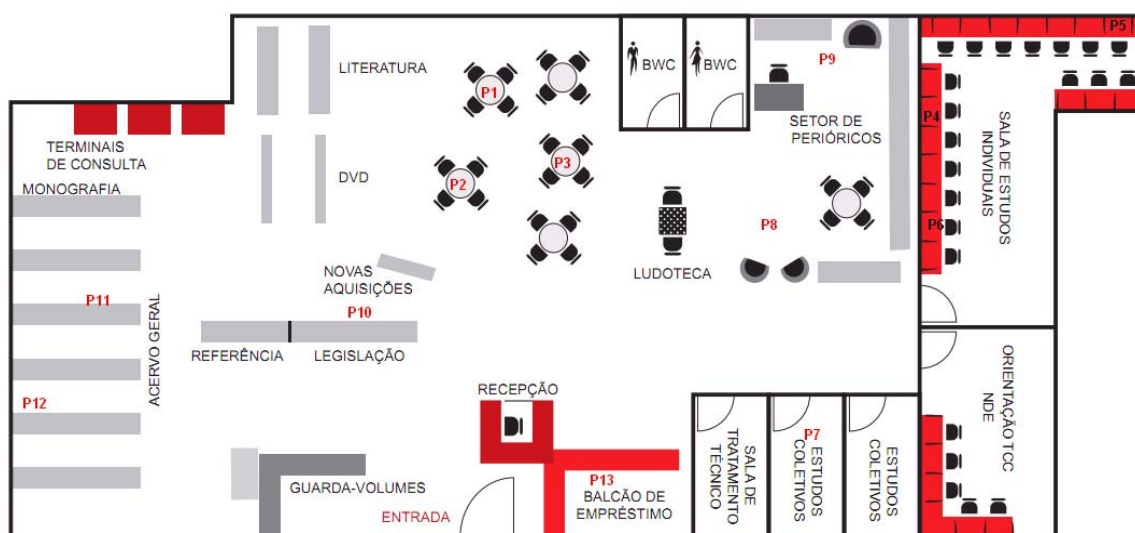 LITERATURA
P1
BWC
BWC
P9
P5
SETOR DE
PERIÓRICOS
P4
SALA DE ESTUDOS
INDIVIDUAIS
TERMINAIS
DE CONSULTA
MONOGRAFIA
DVD
P2
P3
P8
P6
LUDOTECA
NOVAS
AQUISIÇÕES
P11
P10
ACERVO GERAL
REFERÊNCIA
LEGISLAÇÃO
P12
RECEPÇÃO
ORIENTAÇÃO TCC
NDE
SALA DE
TRATAMENTO
TÉCNICO
P7
ESTUDOS
COLETIVOS
ESTUDOS
COLETIVOS
GUARDA-VOLUMES
P13
BALCÃO DE
EMPRÉSTIMO
ENTRADA